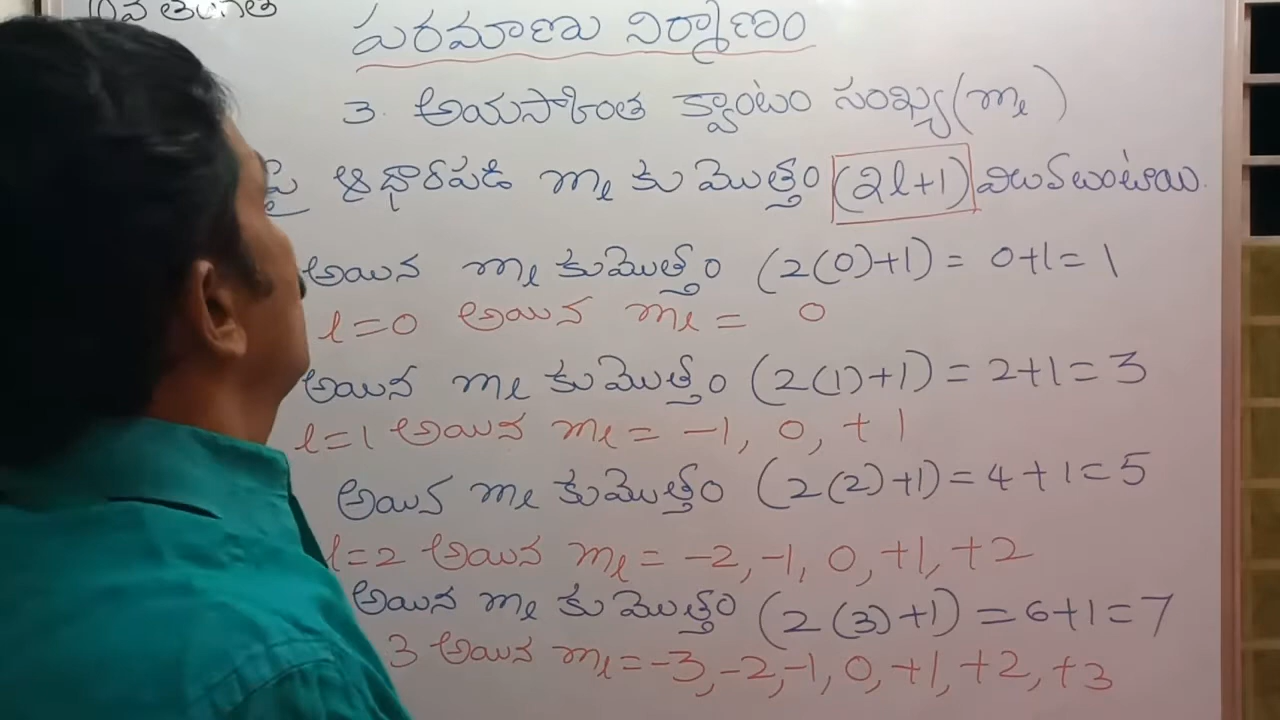 10వ తరగతి
పరమాణు నిర్మాణం
3. అయస్కాంత క్వాంటం సంఖ్య(mₗ)
పై ఆధారపడి mₗ కు మొత్తం (2l+1) విలువలుంటాయి.
అయిన mₗ కుమొత్తం (2(0)+1) = 0+1= 1
l=0 అయిన mₗ = 0
అయిన mₗ కుమొత్తం (2(1)+1) = 2+1= 3
l=1 అయిన mₗ = -1, 0, +1
అయిన mₗ కుమొత్తం (2(2)+1)= 4+1=5
l=2 అయిన mₗ = -2, -1, 0, +1, +2
అయిన mₗ కు మొత్తం (2(3)+1) = 6+1=7
3 అయిన mₗ = -3, -2, -1, 0, +1, +2, +3